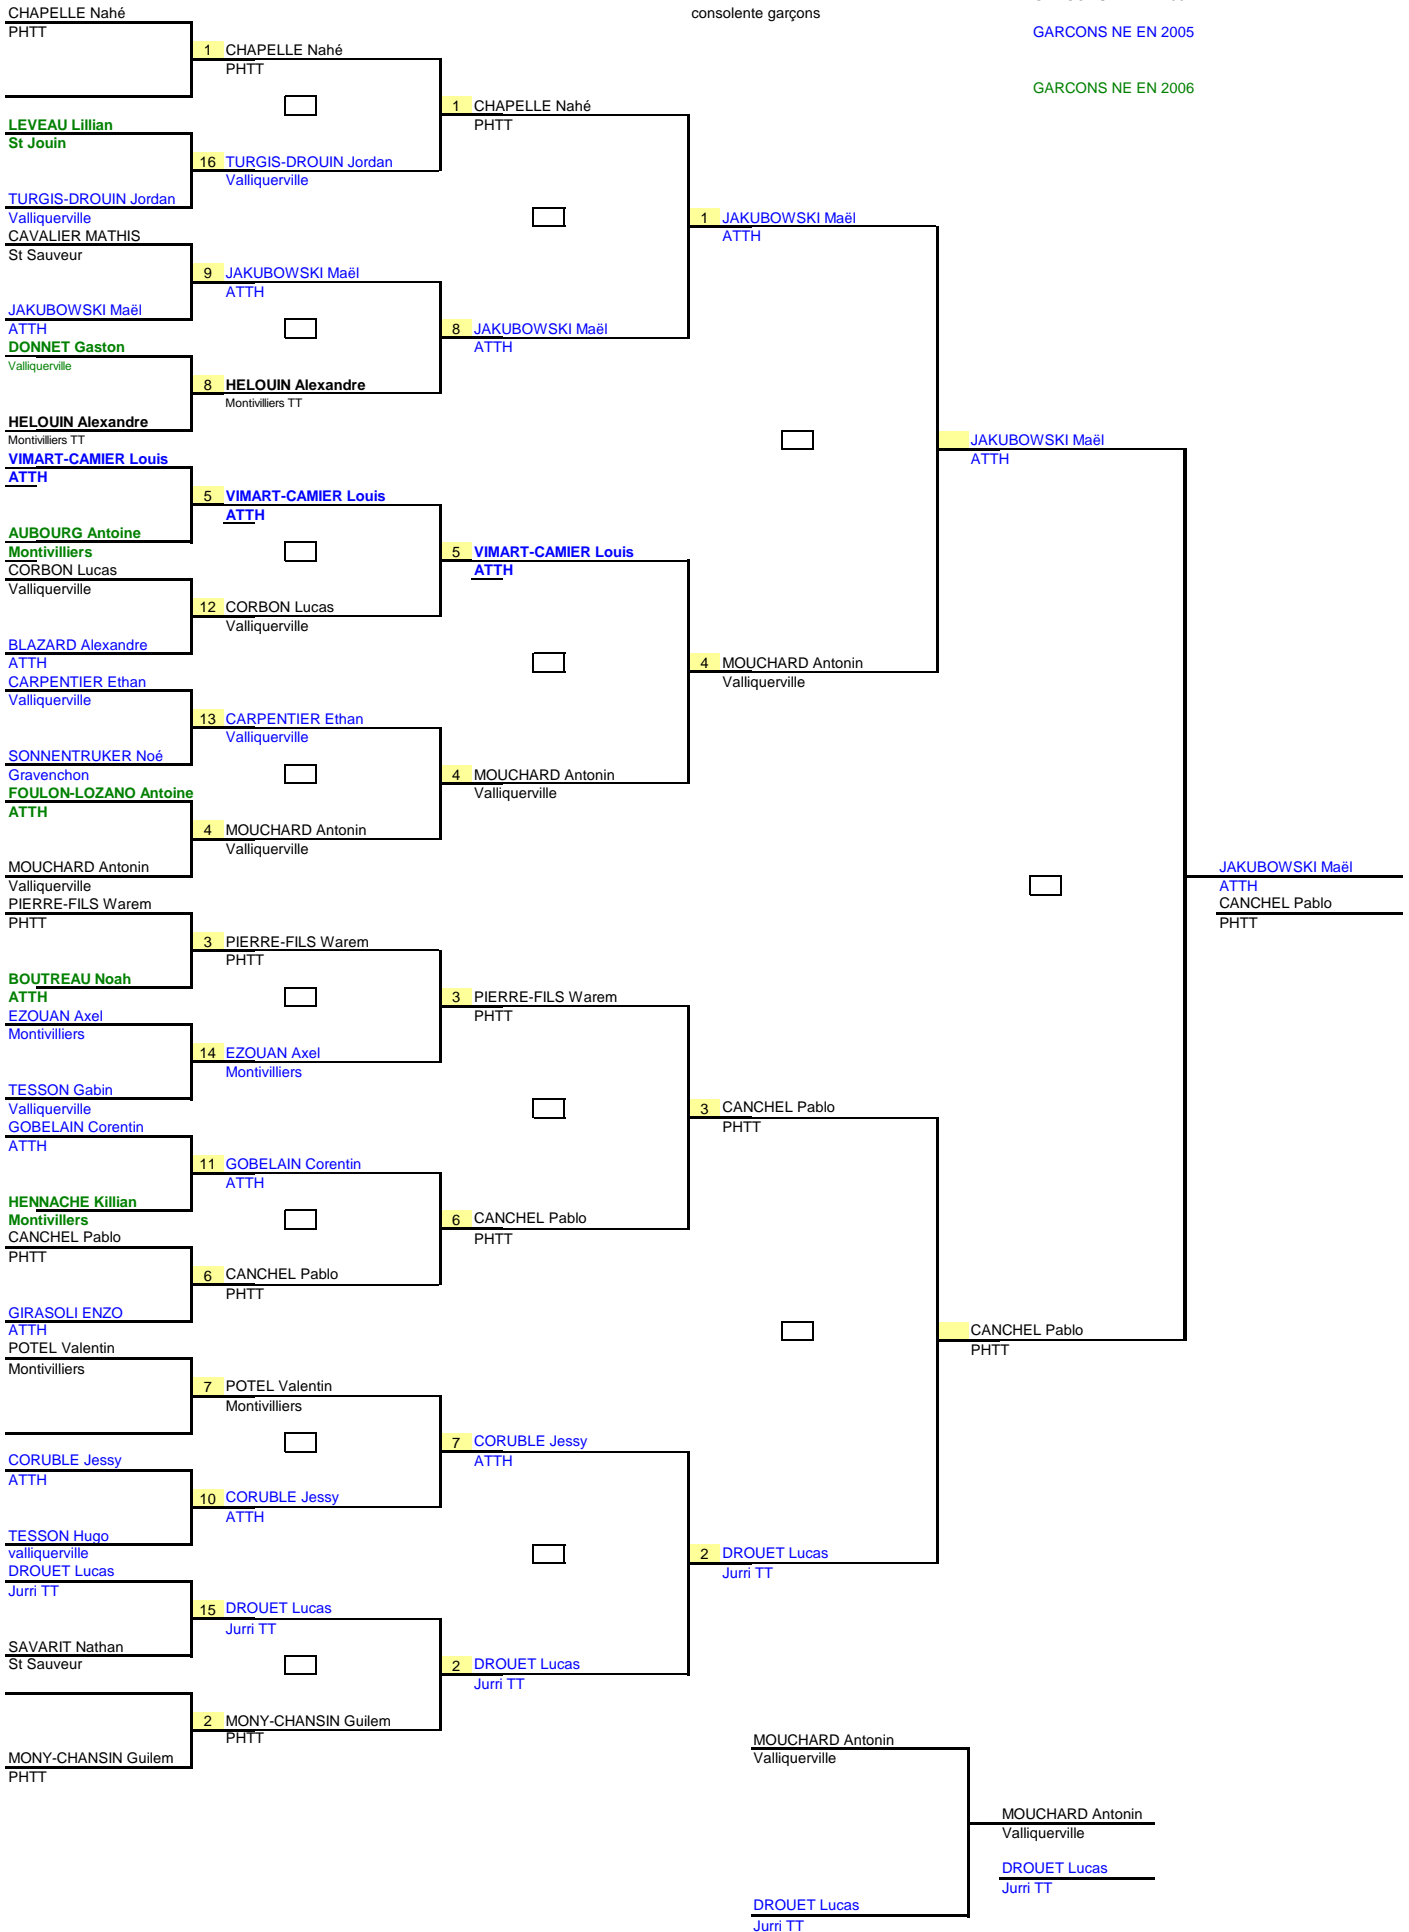 CHAPELLE Nahé
PHTT
consolente garçons
GARCONS NE EN 2005
GARCONS NE EN 2006
LEVEAU Lillian
St Jouin
TURGIS-DROUIN Jordan
Valliquerville
CAVALIER MATHIS
St Sauveur
JAKUBOWSKI Maël
ATTH
DONNET Gaston
Valliquerville
HELOUIN Alexandre
Montivilliers TT
VIMART-CAMIER Louis
ATTH
AUBOURG Antoine
Montivilliers
CORBON Lucas
Valliquerville
BLAZARD Alexandre
ATTH
CARPENTIER Ethan
Valliquerville
SONNENTRUKER Noé
Gravenchon
FOULON-LOZANO Antoine
ATTH
MOUCHARD Antonin
Valliquerville
PIERRE-FILS Warem
PHTT
BOUTREAU Noah
ATTH
EZOUAN Axel
Montivilliers
TESSON Gabin
Valliquerville
GOBELAIN Corentin
ATTH
HENNACHE Killian
Montivillers
CANCHEL Pablo
PHTT
GIRASOLI ENZO
ATTH
POTEL Valentin
Montivilliers
CORUBLE Jessy
ATTH
TESSON Hugo
valliquerville
DROUET Lucas
Jurri TT
SAVARIT Nathan
St Sauveur
MONY-CHANSIN Guilem
PHTT
1 CHAPELLE Nahé
PHTT
16 TURGIS-DROUIN Jordan
Valliquerville
9 JAKUBOWSKI Maël
ATTH
8 HELOUIN Alexandre
Montivilliers TT
5 VIMART-CAMIER Louis
ATTH
12 CORBON Lucas
Valliquerville
13 CARPENTIER Ethan
Valliquerville
4 MOUCHARD Antonin
Valliquerville
3 PIERRE-FILS Warem
PHTT
14 EZOUAN Axel
Montivilliers
11 GOBELAIN Corentin
ATTH
6 CANCHEL Pablo
PHTT
7 POTEL Valentin
Montivilliers
10 CORUBLE Jessy
ATTH
15 DROUET Lucas
Jurri TT
2 MONY-CHANSIN Guilem
PHTT
1 CHAPELLE Nahé
PHTT
8 JAKUBOWSKI Maël
ATTH
5 VIMART-CAMIER Louis
ATTH
4 MOUCHARD Antonin
Valliquerville
3 PIERRE-FILS Warem
PHTT
6 CANCHEL Pablo
PHTT
7 CORUBLE Jessy
ATTH
2 DROUET Lucas
Jurri TT
1 JAKUBOWSKI Maël
ATTH
4 MOUCHARD Antonin
Valliquerville
3 CANCHEL Pablo
PHTT
2 DROUET Lucas
Jurri TT
JAKUBOWSKI Maël
ATTH
CANCHEL Pablo
PHTT
JAKUBOWSKI Maël
ATTH
CANCHEL Pablo
PHTT
MOUCHARD Antonin
Valliquerville
DROUET Lucas
Jurri TT
MOUCHARD Antonin
Valliquerville
DROUET Lucas
Jurri TT